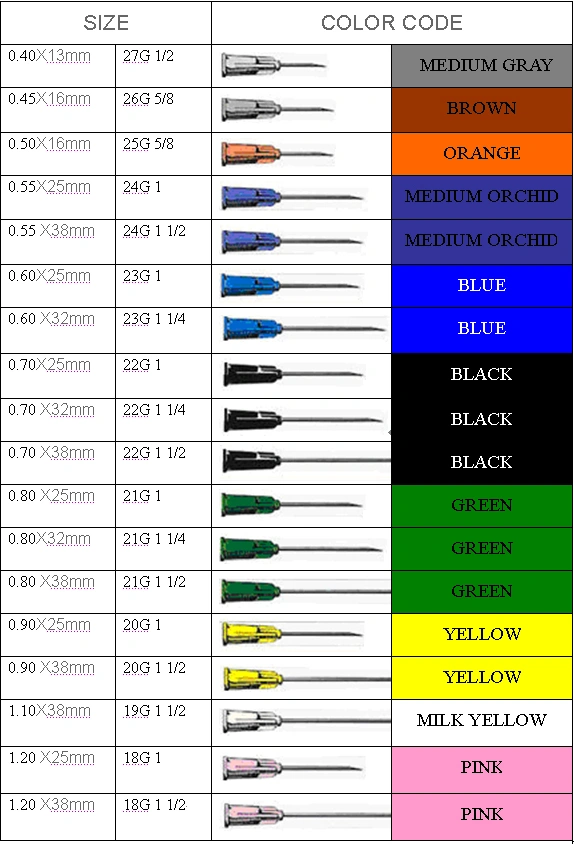 SIZE COLOR CODE
0.40X13mm 27G 1/2 MEDIUM GRAY
0.45X16mm 26G 5/8 BROWN
0.50X16mm 25G 5/8 ORANGE
0.55X25mm 24G 1 MEDIUM ORCHID
0.55 X38mm 24G 1 1/2 MEDIUM ORCHID
0.60X25mm 23G 1 BLUE
0.60 X32mm 23G 1 1/4 BLUE
0.70X25mm 22G 1 BLACK
0.70 X32mm 22G 1 1/4 BLACK
0.70 X38mm 22G 1 1/2 BLACK
0.80 X25mm 21G 1 GREEN
0.80X32mm 21G 1 1/4 GREEN
0.80 X38mm 21G 1 1/2 GREEN
0.90X25mm 20G 1 YELLOW
0.90 X38mm 20G 1 1/2 YELLOW
1.10X38mm 19G 1 1/2 MILK YELLOW
1.20 X25mm 18G 1 PINK
1.20 X38mm 18G 1 1/2 PINK